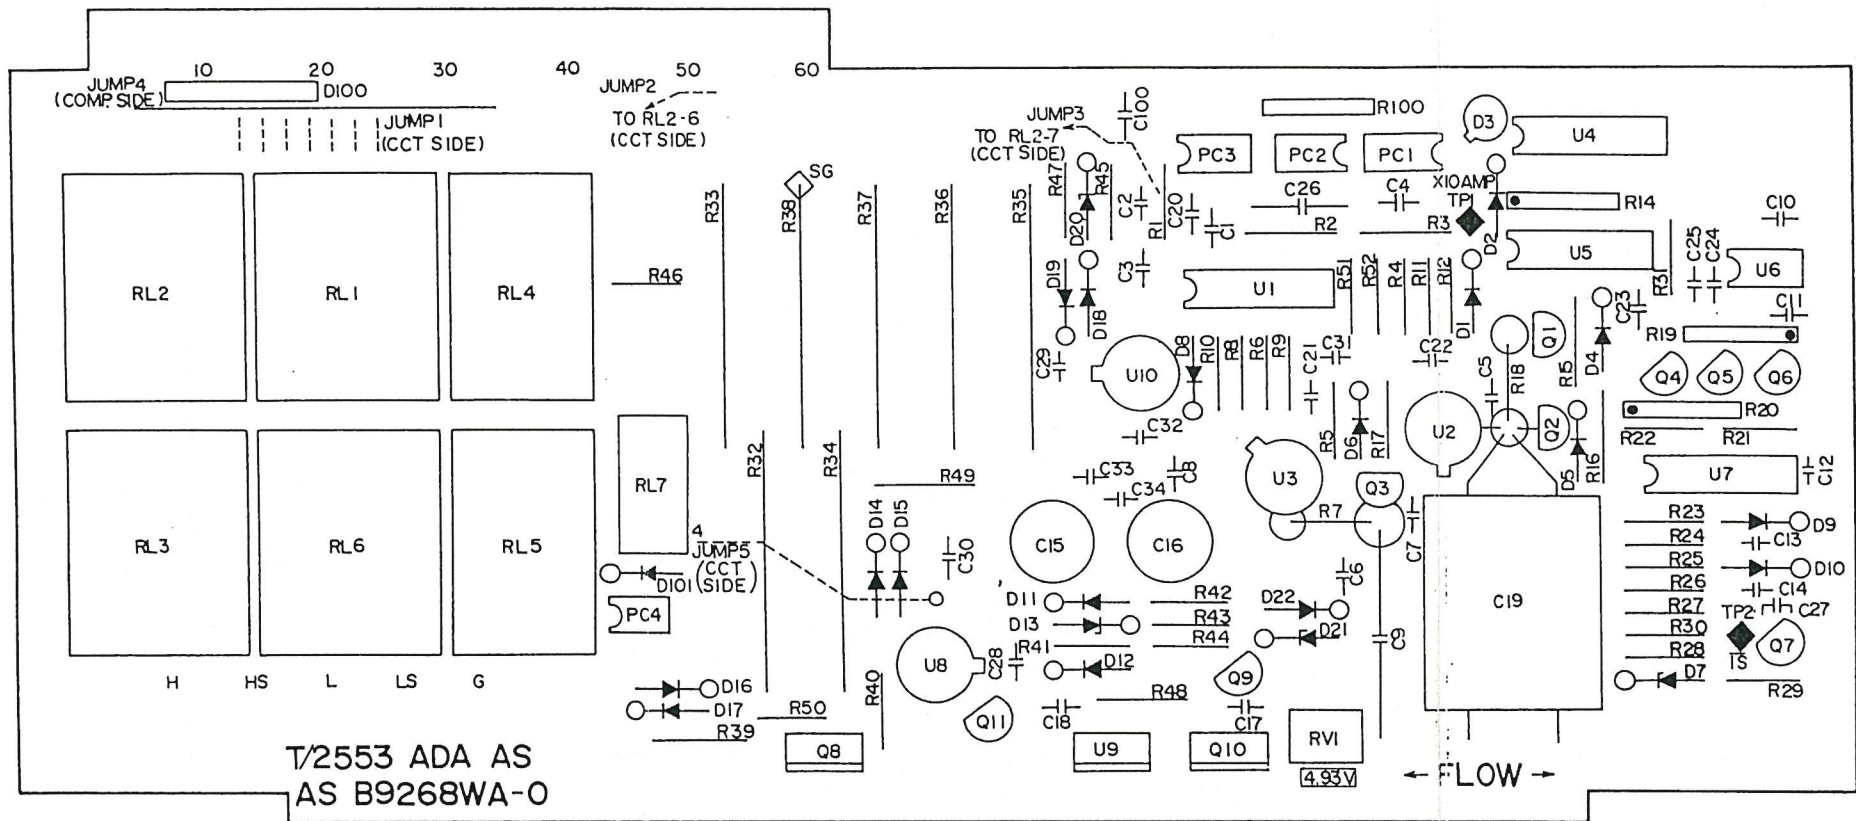 10 20 30 40 50 60
JUMP4
(COMP. SIDE)
D100
JUMP1
(CCT SIDE)
JUMP2
TO RL2-6
(CCT SIDE)
JUMP3
TO RL2-7
(CCT SIDE)
C100
R100
D3
U4
PC3
PC2
PC1
SG
R33
R38
R37
R36
R35
R47
D20
R45
C2
R1
C20
C1
C26
R2
C4
R3
X10AMP
TP1
D2
R14
C10
RL2
RL1
RL4
R46
D19
D18
C3
U1
R51
R52
R4
R11
R12
D1
U5
R31
C25
C24
U6
C23
C11
C29
U10
D8
R10
R8
R6
R9
C21
C31
C22
C5
R18
Q1
R15
D4
R19
Q4
Q5
Q6
R20
R22
R21
C32
R5
D6
R17
U2
Q2
D5
R16
U7
C12
RL3
RL6
RL5
RL7
R32
R34
R49
C33
C34
C8
U3
Q3
R7
C7
4
JUMP5
(CCT
SIDE)
D101
PC4
D14
D15
C30
C15
C16
C6
C19
R23
R24
R25
R26
R27
R30
R28
D9
C13
D10
C14
C27
TP2
TS
Q7
D7
R29
D11
D13
R41
D12
R42
R43
R44
D22
D21
C9
U8
C28
R40
Q11
C18
R48
Q9
C17
H HS L LS G
D16
D17
R50
R39
Q8
U9
Q10
RV1
4.93V
FLOW
T/2553 ADA AS
AS B9268WA-0